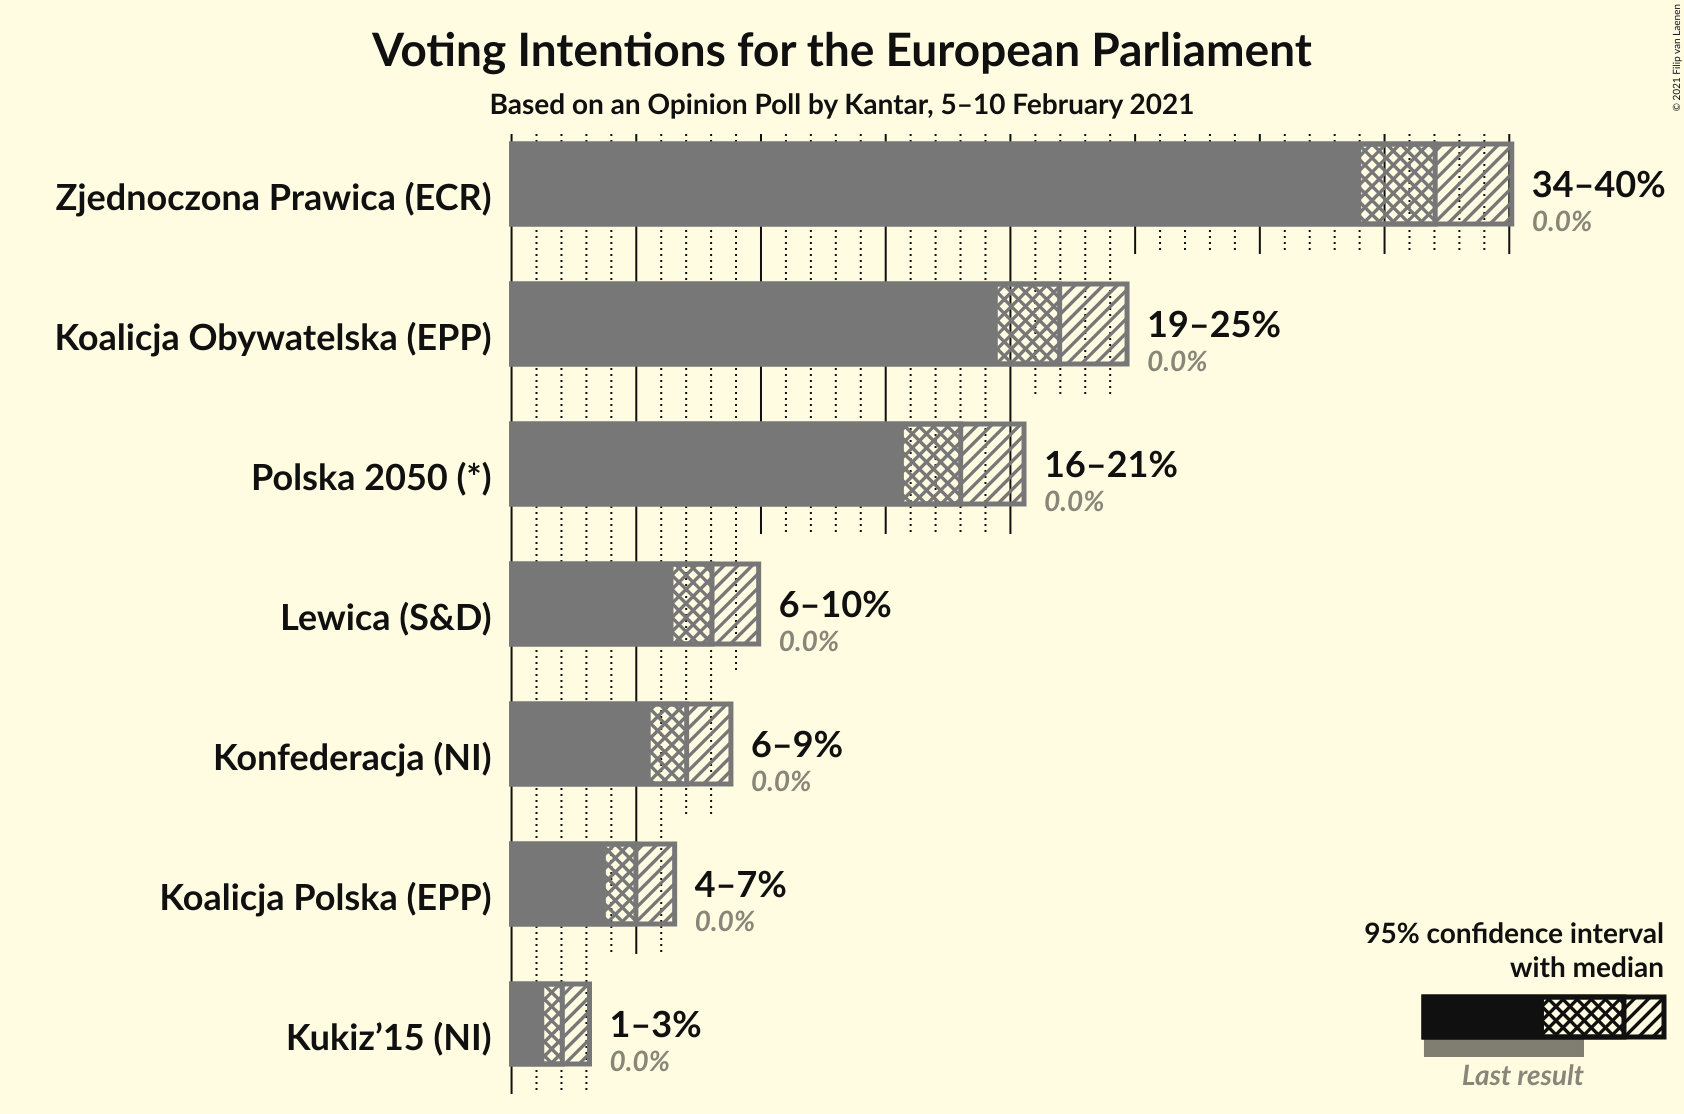 Voting Intentions for the European Parliament
Based on an Opinion Poll by Kantar, 5–10 February 2021
© 2021 Filip van Laenen
Zjednoczona Prawica (ECR)
34–40%
0.0%
Koalicja Obywatelska (EPP)
19–25%
0.0%
Polska 2050 (*)
16–21%
0.0%
Lewica (S&D)
6–10%
0.0%
Konfederacja (NI)
6–9%
0.0%
Koalicja Polska (EPP)
4–7%
0.0%
Kukiz’15 (NI)
1–3%
0.0%
95% confidence interval
with median
Last result